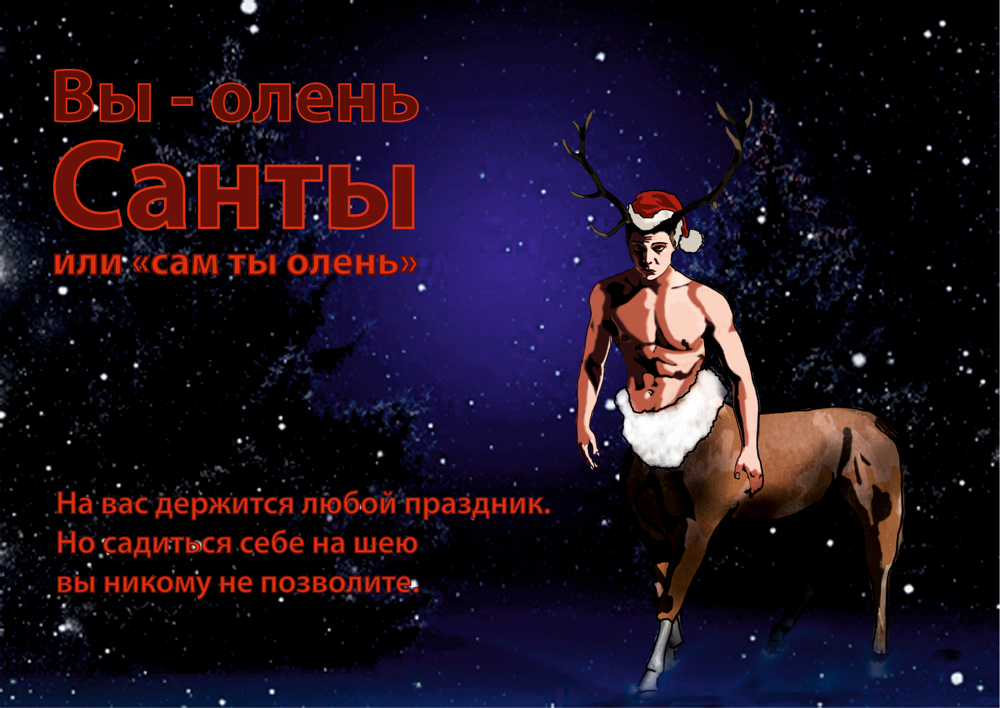 Вы - олень
Санты
или «сам ты олень»
На вас держится любой праздник.
Но садиться себе на шею
вы никому не позволите.